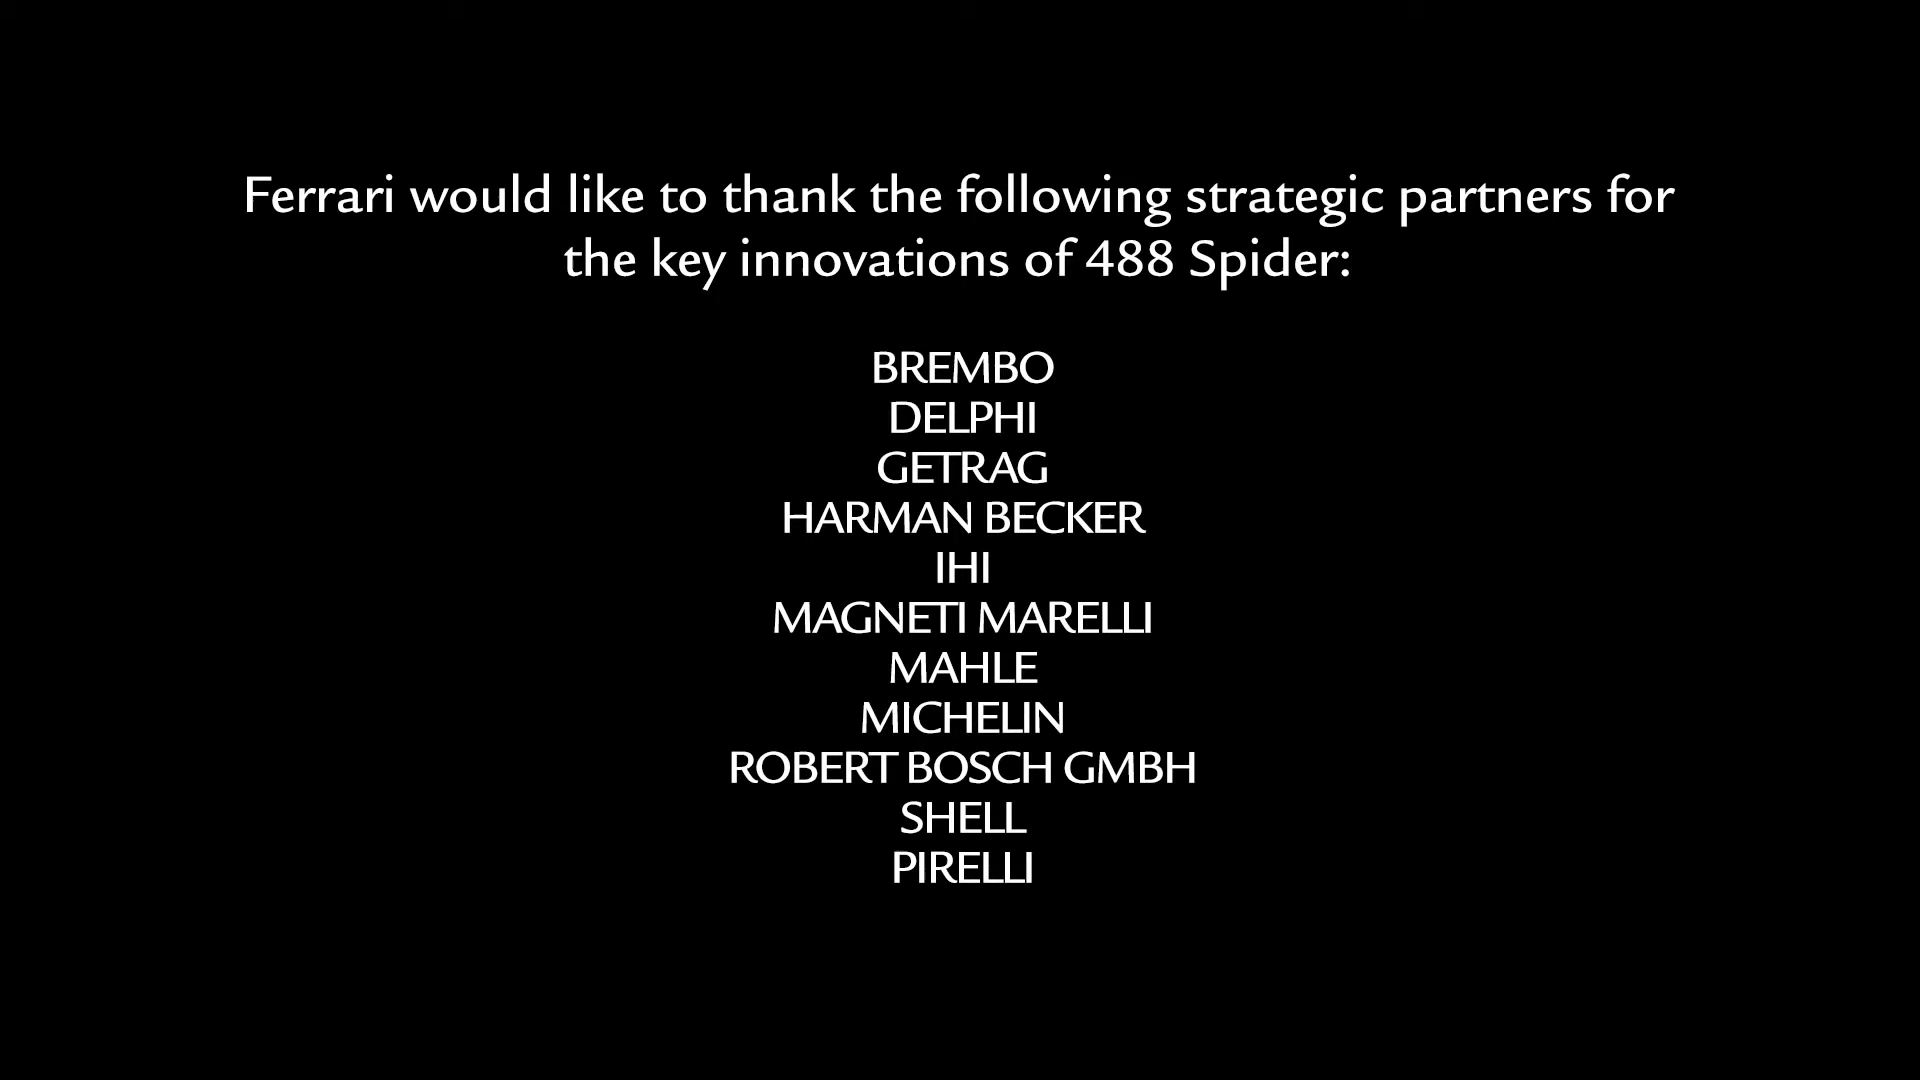 Ferrari would like to thank the following strategic partners for
the key innovations of 488 Spider:
BREMBO
DELPHI
GETRAG
HARMAN BECKER
IHI
MAGNETI MARELLI
MAHLE
MICHELIN
ROBERT BOSCH GMBH
SHELL
PIRELLI